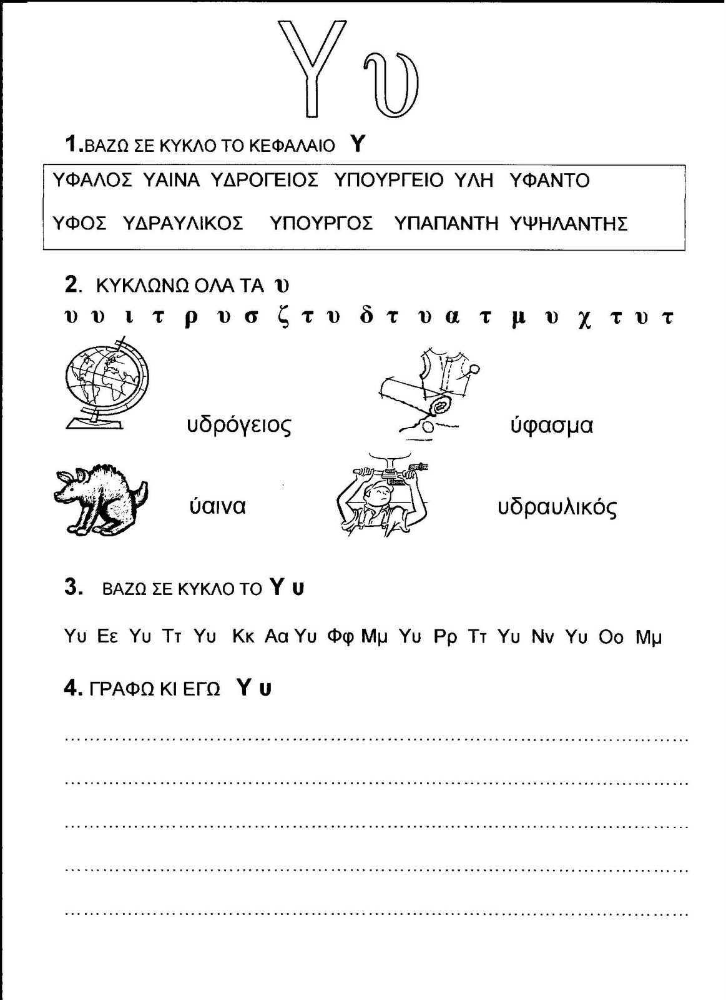 Υ υ
1.ΒΑΖΩ ΣΕ ΚΥΚΛΟ ΤΟ ΚΕΦΑΛΑΙΟ Υ
ΥΦΑΛΟΣ ΥΑΙΝΑ ΥΔΡΟΓΕΙΟΣ ΥΠΟΥΡΓΕΙΟ ΥΛΗ ΥΦΑΝΤΟ
ΥΦΟΣ ΥΔΡΑΥΛΙΚΟΣ ΥΠΟΥΡΓΟΣ ΥΠΑΠΑΝΤΗ ΥΨΗΛΑΝΤΗΣ
2. ΚΥΚΛΩΝΩ ΟΛΑ ΤΑ υ
υ υ ι τ ρ υ σ ζ τ υ δ τ υ α τ μ υ χ τ υ τ
υδρόγειος ύφασμα
ύαινα υδραυλικός
3. ΒΑΖΩ ΣΕ ΚΥΚΛΟ ΤΟ Υ υ
Υυ Εε Υυ Ττ Υυ Κκ Αα Υυ Φφ Μμ Υυ Ρρ Ττ Υυ Νν Υυ Οο Μμ
4. ΓΡΑΦΩ ΚΙ ΕΓΩ Υ υ